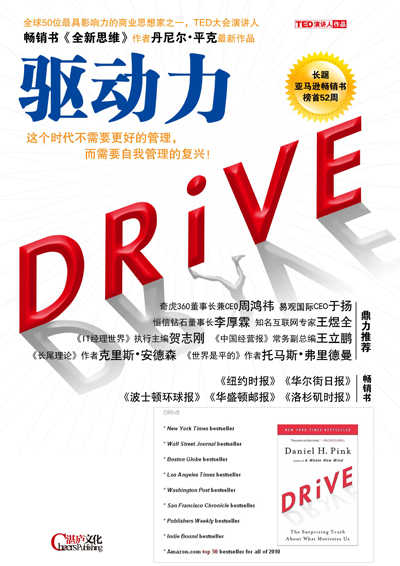 全球50位最具影响力的商业思想家之一，TED大会演讲人
TED演讲人作品
畅销书《全新思维》作者丹尼尔·平克最新作品
驱动力
长踞
亚马逊畅销书
榜首52周
这个时代不需要更好的管理，
而需要自我管理的复兴！
DRiVE
奇虎360董事长兼CEO周鸿祎 易观国际CEO于扬
恒信钻石董事长李厚霖 知名互联网专家王煜全
《IT经理世界》执行主编贺志刚 《中国经营报》常务副总编王立鹏
《长尾理论》作者克里斯·安德森 《世界是平的》作者托马斯·弗里德曼
鼎力推荐
《纽约时报》《华尔街日报》
《波士顿环球报》《华盛顿邮报》《洛杉矶时报》
畅销书
DRIVE
* New York Times bestseller
* Wall Street Journal bestseller
* Boston Globe bestseller
* Los Angeles Times bestseller
* Washington Post bestseller
* San Francisco Chronicle bestseller
* Publishers Weekly bestseller
* Indie Bound bestseller
* Amazon.com top 50 bestseller for all of 2010
NEW YORK TIMES BESTSELLER
Daniel H. Pink
author of A Whole New Mind
DRiVE
The Surprising Truth
About What Motivates Us
湛庐文化
Cheers Publishing